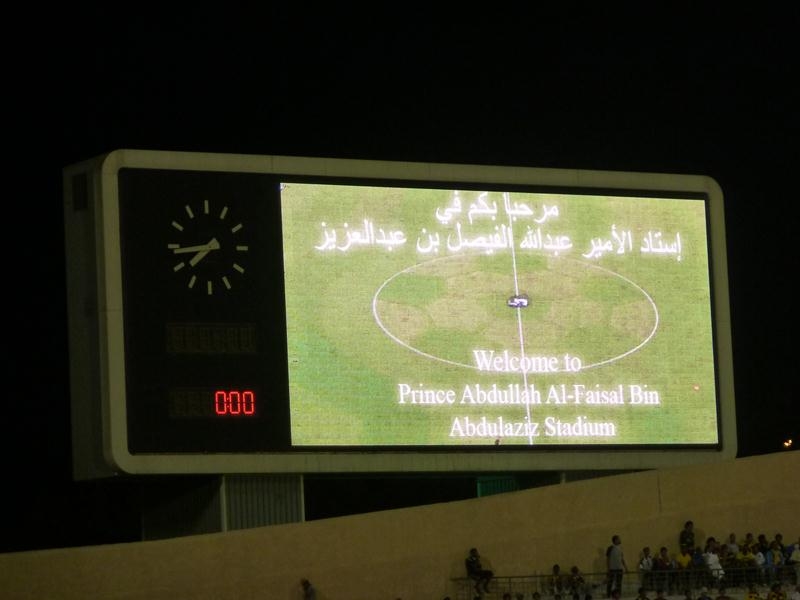 0:00
مرحبا بكم في
إستاد الأمير عبدالله الفيصل بن عبدالعزيز
Welcome to
Prince Abdullah Al-Faisal Bin
Abdulaziz Stadium